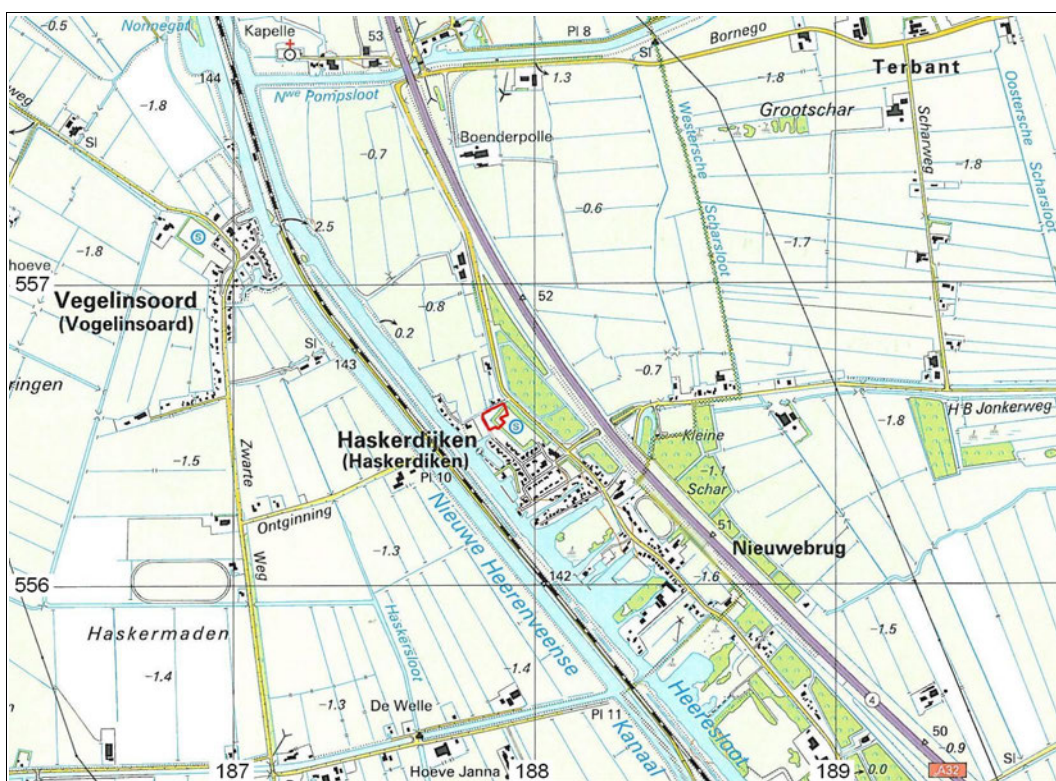 -0.5
Nonnegat
Kapelle
53
Pl 8
Sl
Bornego
144
-1.8
Nwe Pompsloot
1.3
-1.8
Terbant
Grootschar
weg
Sl
Boenderpolle
-0.7
Westersche Scharsloot
Scharweg
-1.8
Oostersche Scharsloot
-0.6
2.5
-1.7
-1.8
S
hoeve
557
Vegelinsoord
(Vogelinsoard)
-0.8
52
0.2
Sl
143
-0.7
ringen
S
-1.8
H B Jonkerweg
Haskerdijken
(Haskerdiken)
Kleine
Schar
-1.1
-1.5
Zwarte
Weg
Pl 10
Ontginning
Nieuwe Heerenveense
Kanaal
51
Nieuwebrug
-1.3
142
-1.6
556
Haskermaden
Haskersloot
-1.5
-1.4
-1.4
Heeresloot
-1.3
De Welle
Pl 11
4
50
-0.9
Sl
187
Hoeve Janna
188
189
0.0
A32